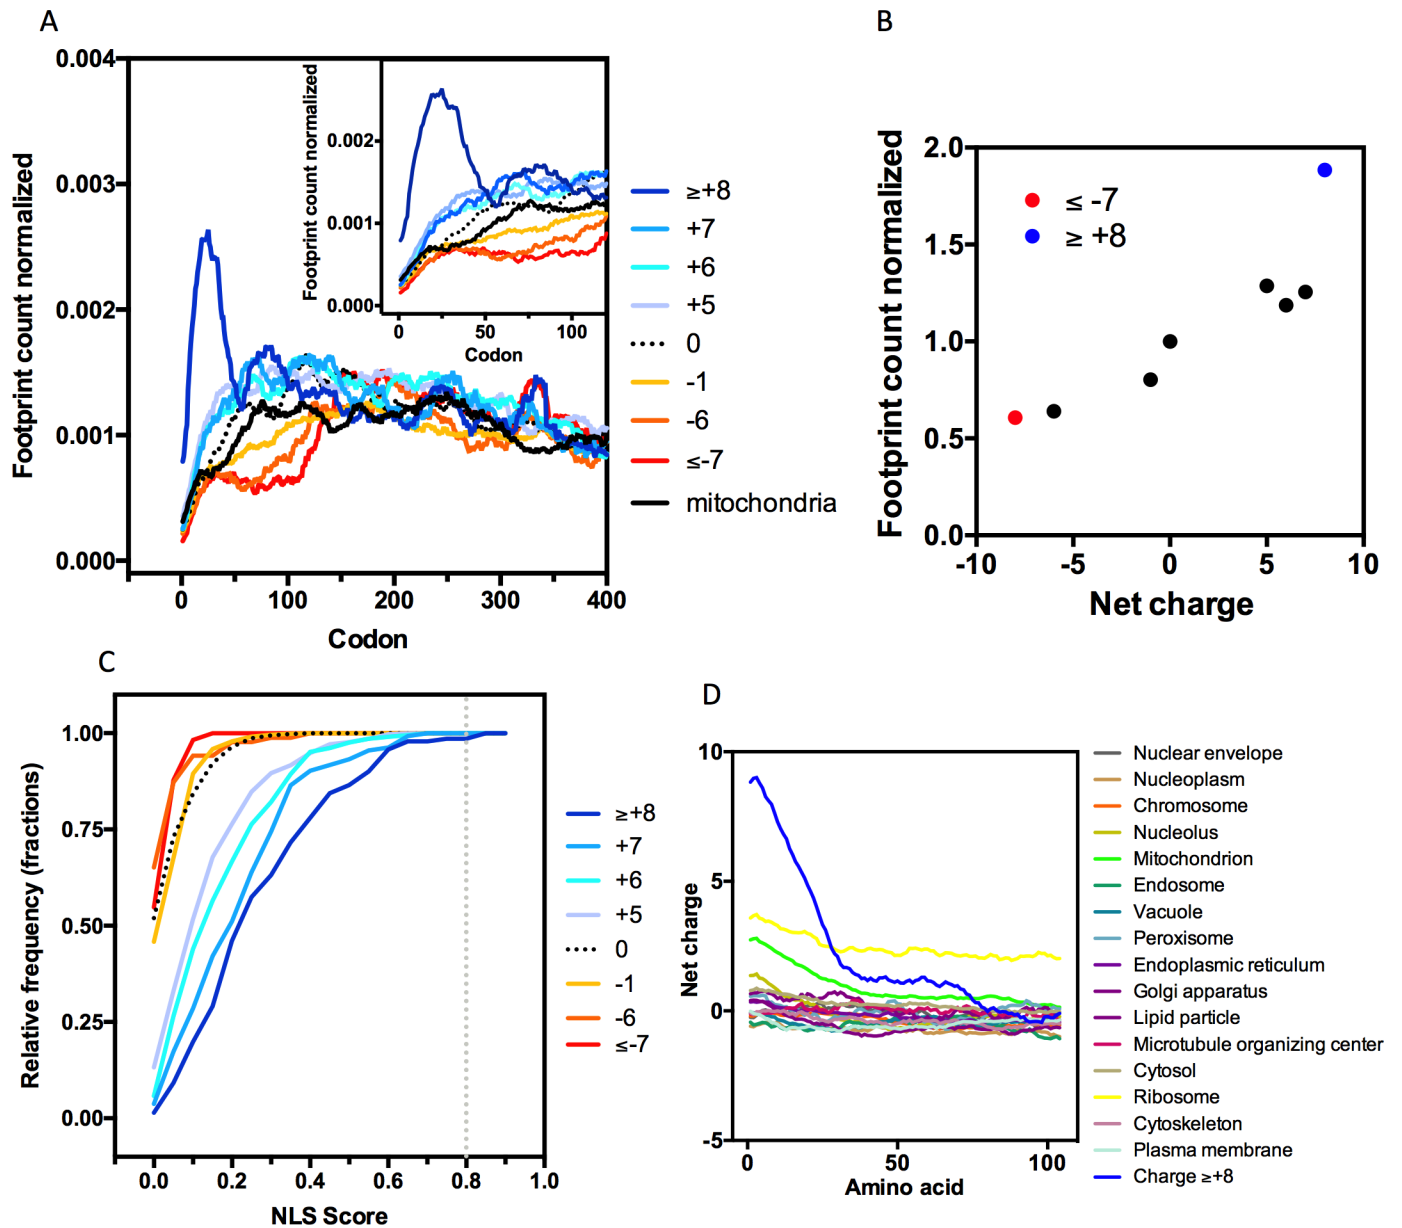 A
0.004
0.003
0.002
0.001
0.000
Footprint count normalized
0
100
200
300
400
Codon
0.002
0.001
0.000
Footprint count normalized
0
50
100
Codon
≥+8
+7
+6
+5
0
-1
-6
≤-7
mitochondria
B
2.0
1.5
1.0
0.5
0.0
Footprint count normalized
≤ -7
≥ +8
-10
-5
0
5
10
Net charge
C
1.00
0.75
0.50
0.25
0.00
Relative frequency (fractions)
0.0
0.2
0.4
0.6
0.8
1.0
NLS Score
≥+8
+7
+6
+5
0
-1
-6
≤-7
D
10
5
0
-5
Net charge
0
50
100
Amino acid
Nuclear envelope
Nucleoplasm
Chromosome
Nucleolus
Mitochondrion
Endosome
Vacuole
Peroxisome
Endoplasmic reticulum
Golgi apparatus
Lipid particle
Microtubule organizing center
Cytosol
Ribosome
Cytoskeleton
Plasma membrane
Charge ≥+8